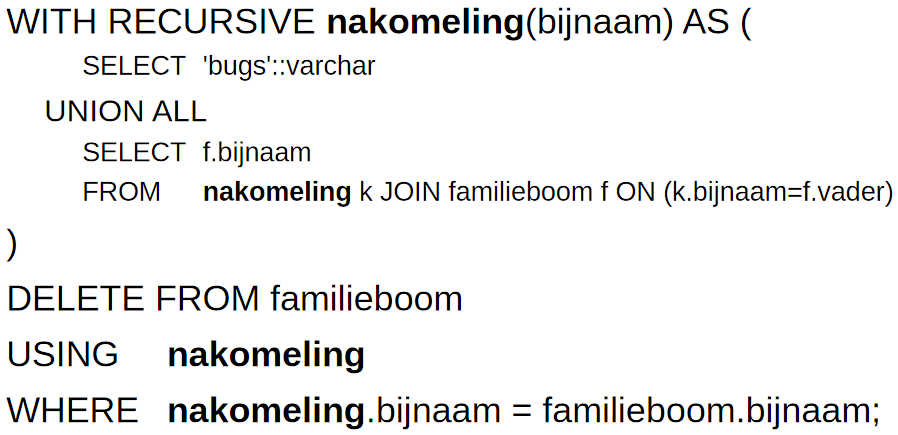 WITH RECURSIVE nakomeling(bijnaam) AS (
SELECT 'bugs'::varchar
UNION ALL
SELECT f.bijnaam
FROM nakomeling k JOIN familieboom f ON (k.bijnaam=f.vader)
)
DELETE FROM familieboom
USING nakomeling
WHERE nakomeling.bijnaam = familieboom.bijnaam;